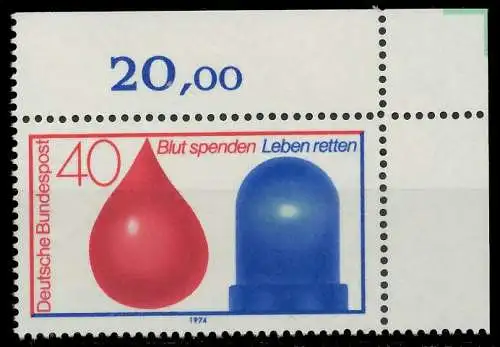 20,00
Deutsche Bundespost
40
Blut spenden Leben retten
1974